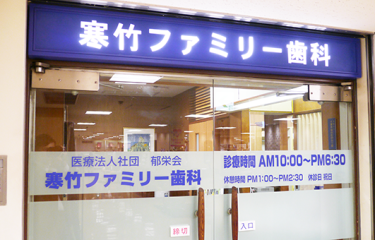 寒竹ファミリー歯科
医療法人社団 郁栄会
寒竹ファミリー歯科
診療時間 AM10:00～PM6:30
休憩時間 PM1:00～PM2:30 休診日 祝日
締切
入口